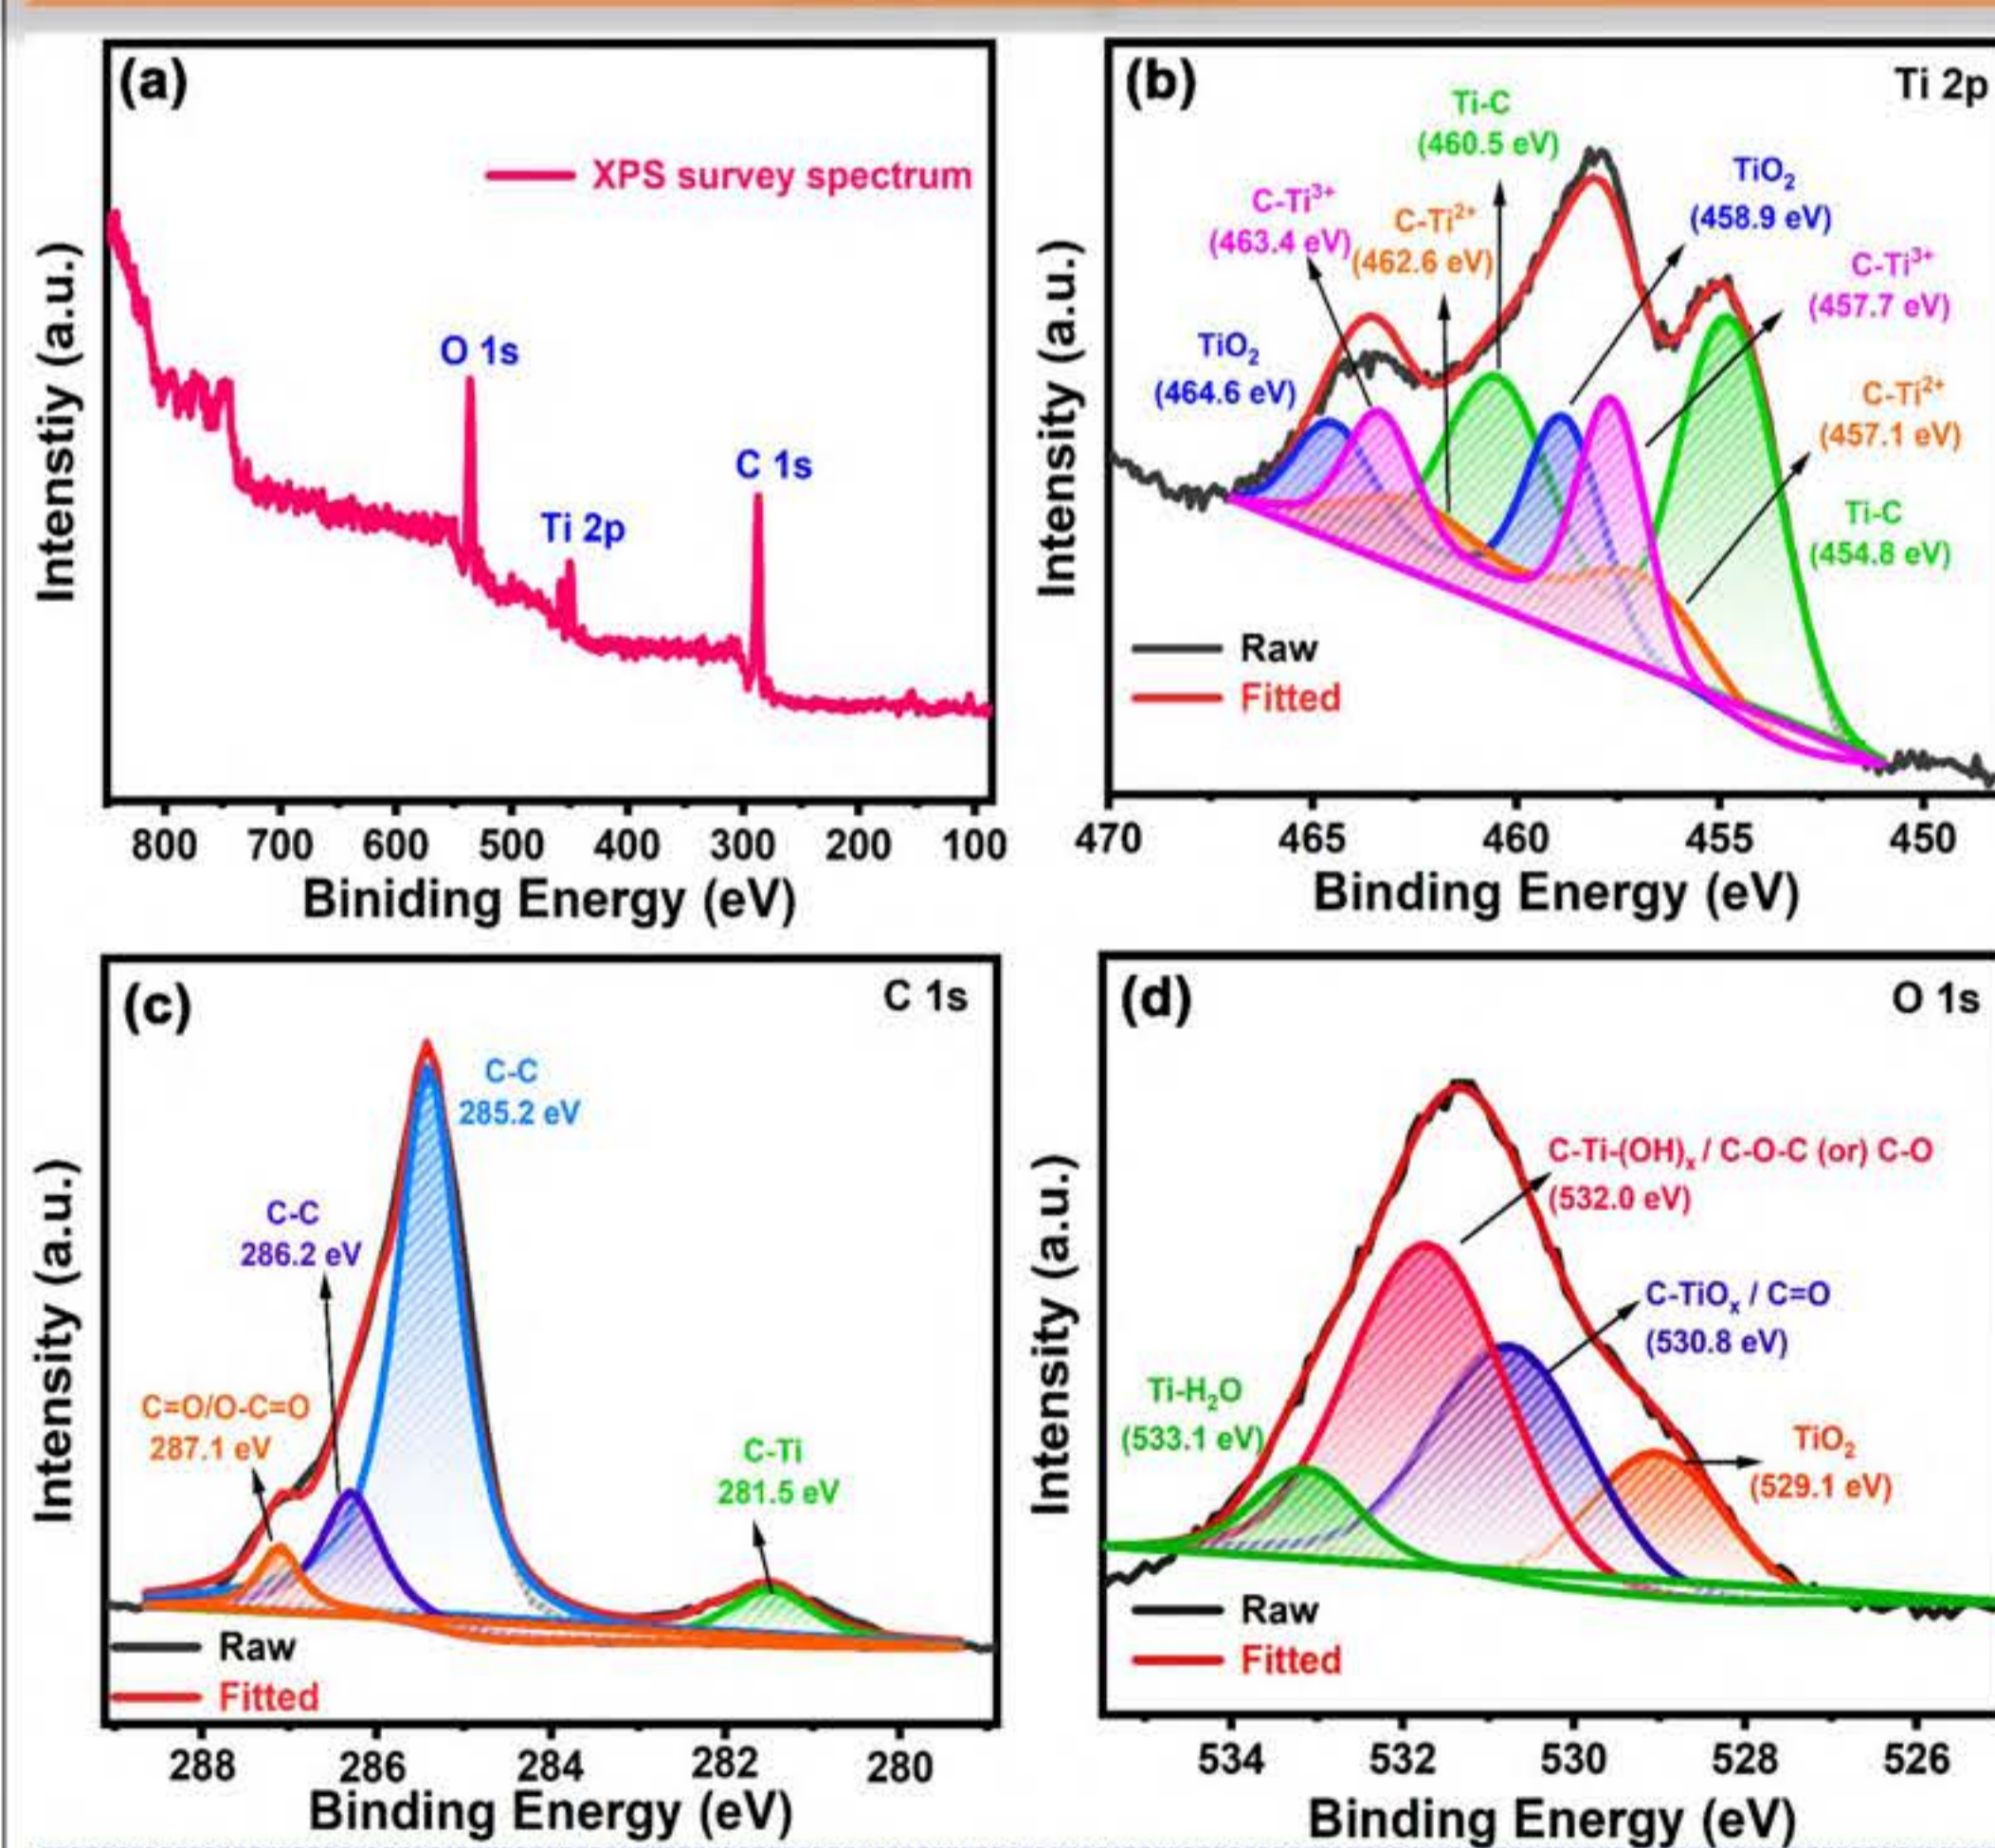 (a)
XPS survey spectrum
O 1s
C 1s
Ti 2p
Intenstiy (a.u.)
800 700 600 500 400 300 200 100
Biniding Energy (eV)
(b)
Ti 2p
Ti-C
(460.5 eV)
TiO₂
(458.9 eV)
C-Ti³⁺
(463.4 eV)
C-Ti²⁺
(462.6 eV)
C-Ti³⁺
(457.7 eV)
TiO₂
(464.6 eV)
C-Ti²⁺
(457.1 eV)
Ti-C
(454.8 eV)
Raw
Fitted
Intensity (a.u.)
470 465 460 455 450
Binding Energy (eV)
(c)
C 1s
C-C
285.2 eV
C-C
286.2 eV
C=O/O-C=O
287.1 eV
C-Ti
281.5 eV
Raw
Fitted
Intensity (a.u.)
288 286 284 282 280
Binding Energy (eV)
(d)
O 1s
C-Ti-(OH)ₓ / C-O-C (or) C-O
(532.0 eV)
C-TiOₓ / C=O
(530.8 eV)
Ti-H₂O
(533.1 eV)
TiO₂
(529.1 eV)
Raw
Fitted
Intensity (a.u.)
534 532 530 528 526
Binding Energy (eV)